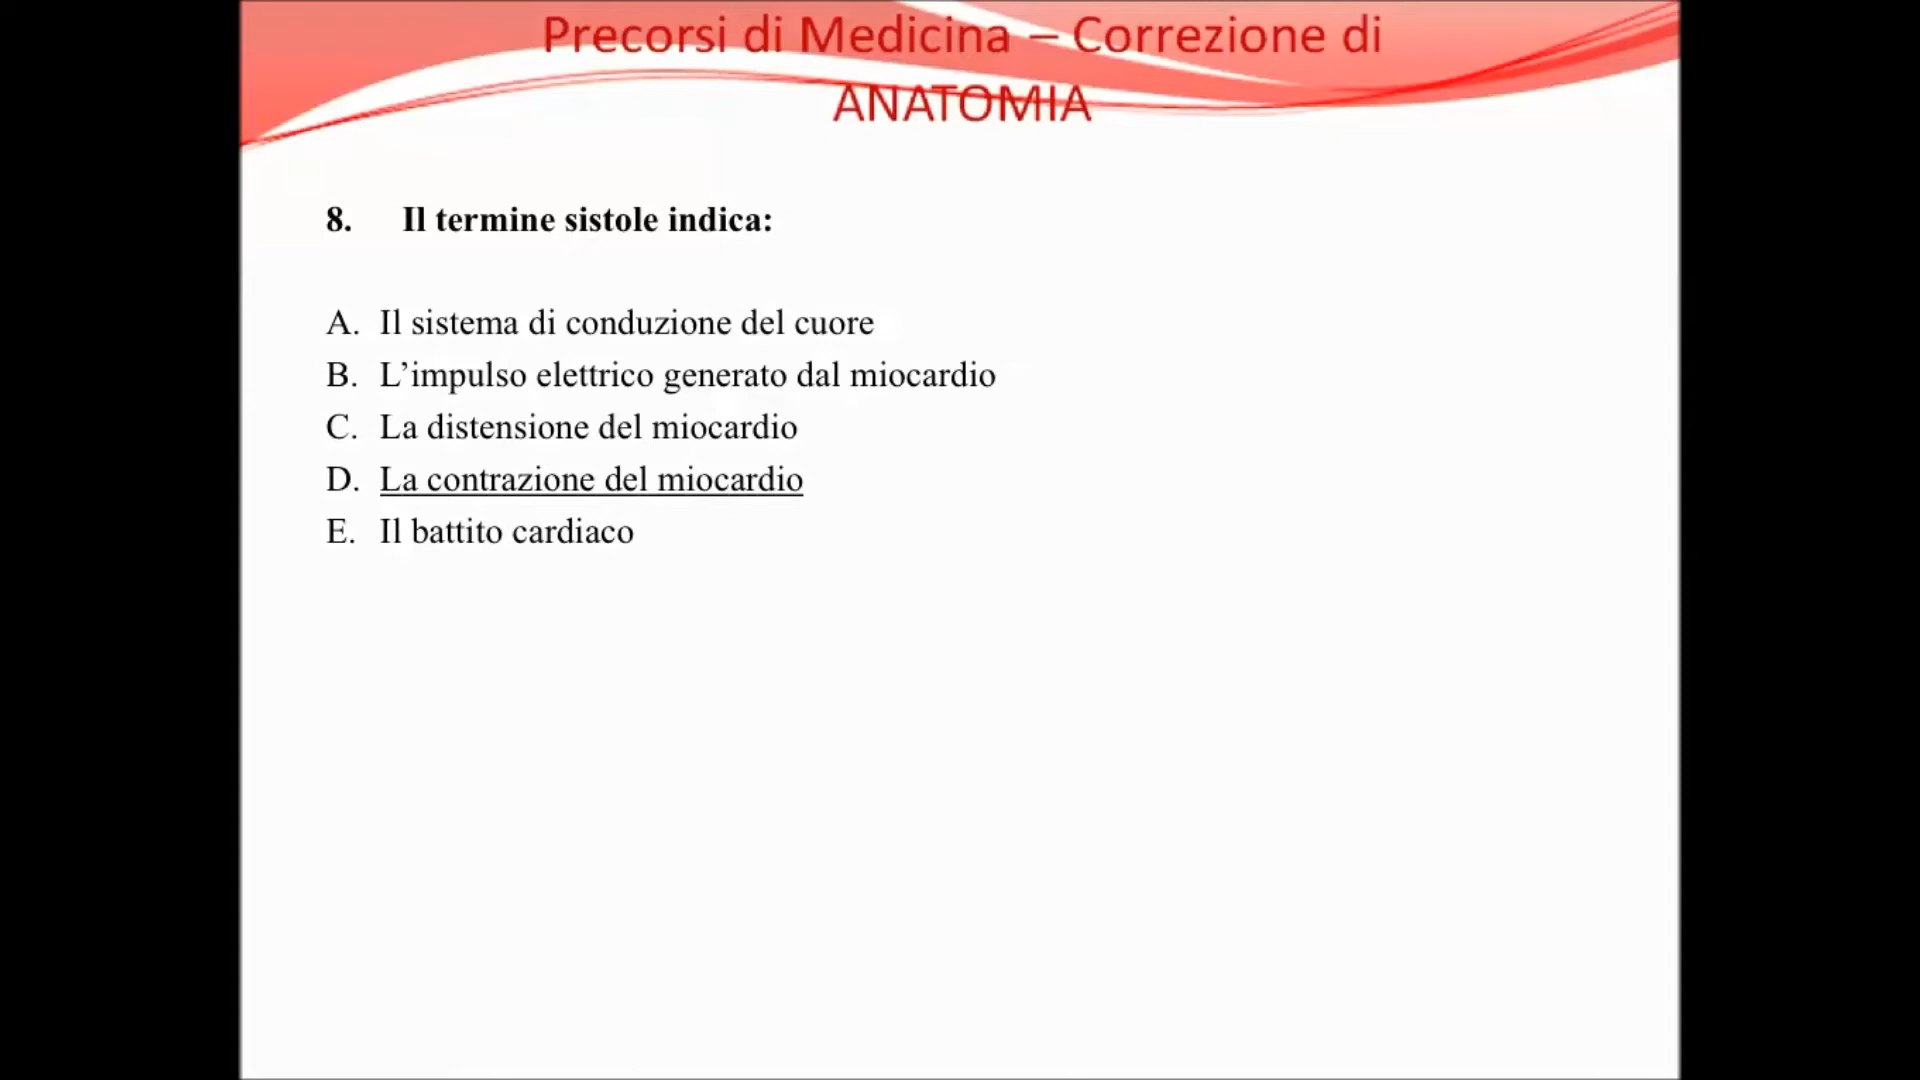 Precorsi di Medicina – Correzione di
ANATOMIA
8. Il termine sistole indica:
A. Il sistema di conduzione del cuore
B. L’impulso elettrico generato dal miocardio
C. La distensione del miocardio
D. La contrazione del miocardio
E. Il battito cardiaco